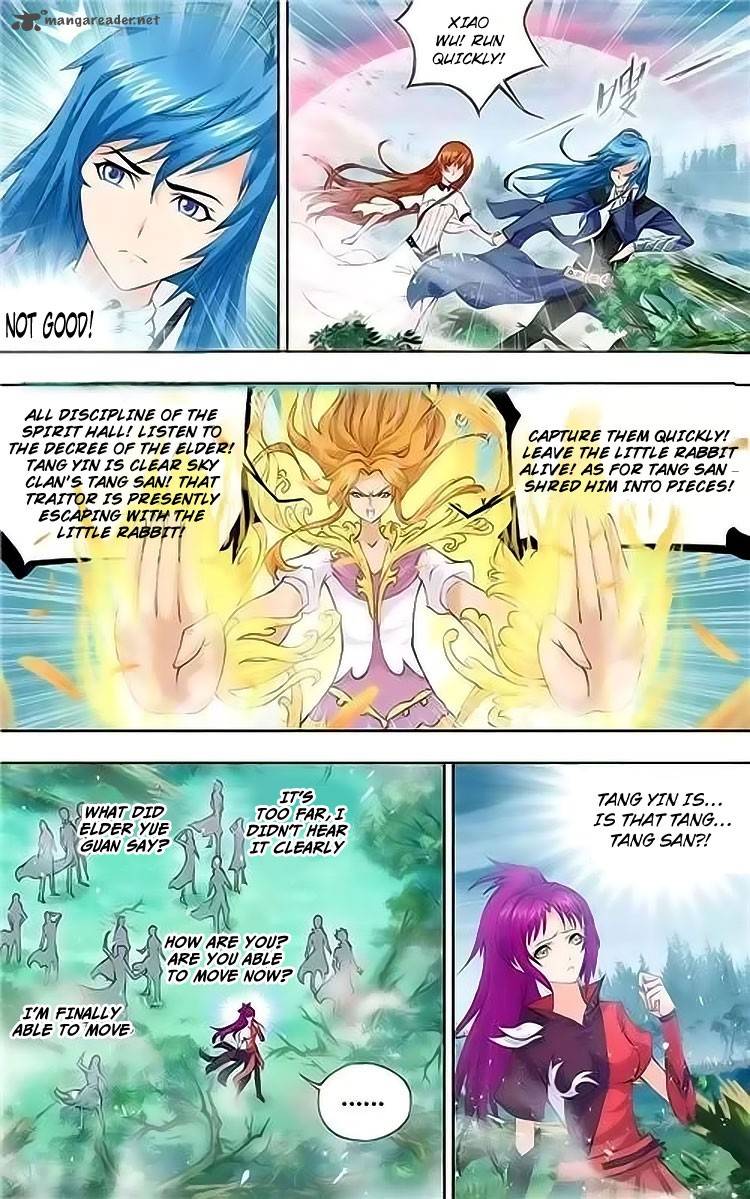 mangareader.net
NOT GOOD!
XIAO
WU! RUN
QUICKLY!
ALL DISCIPLINE OF THE
SPIRIT HALL! LISTEN TO
THE DECREE OF THE ELDER!
TANG YIN IS CLEAR SKY
CLAN'S TANG SAN! THAT
TRAITOR IS PRESENTLY
ESCAPING WITH THE
LITTLE RABBIT!
CAPTURE THEM QUICKLY!
LEAVE THE LITTLE RABBIT
ALIVE! AS FOR TANG SAN -
SHRED HIM INTO PIECES!
WHAT DID
ELDER YUE
GUAN SAY?
IT'S
TOO FAR, I
DIDN'T HEAR
IT CLEARLY
HOW ARE YOU?
ARE YOU ABLE
TO MOVE NOW?
I'M FINALLY
ABLE TO MOVE
......
TANG YIN IS...
IS THAT TANG...
TANG SAN?!